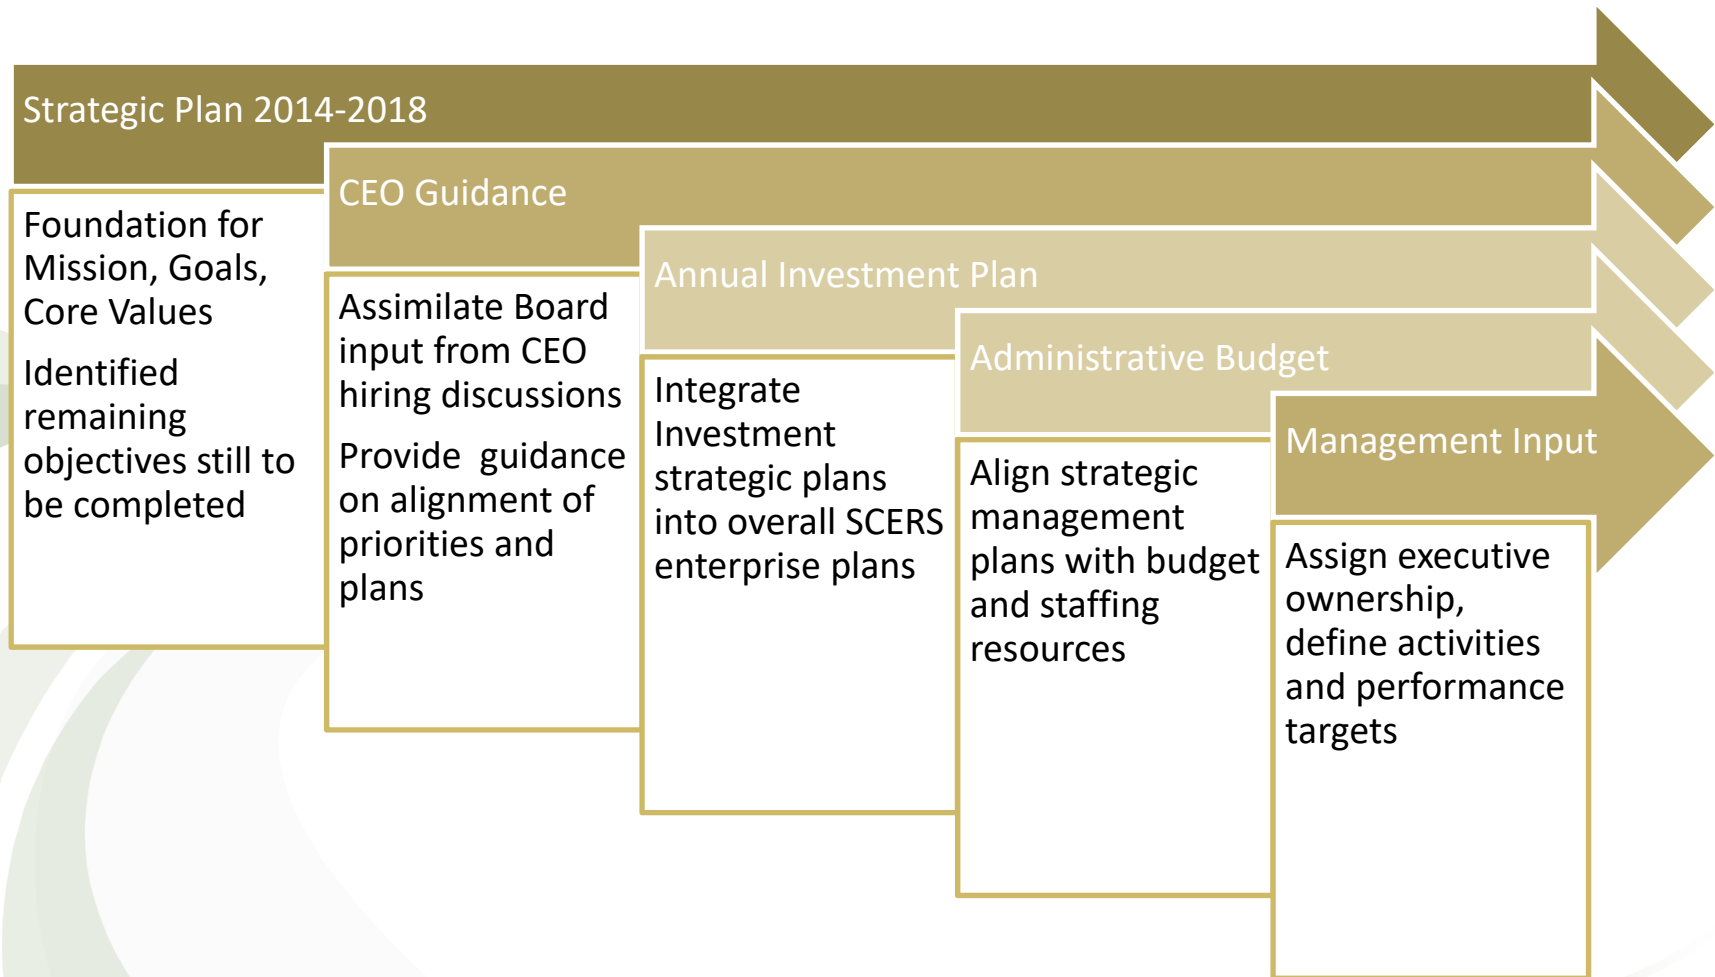 Strategic Plan 2014-2018
Foundation for
Mission, Goals,
Core Values
Identified
remaining
objectives still to
be completed
CEO Guidance
Assimilate Board
input from CEO
hiring discussions
Provide  guidance
on alignment of
priorities and
plans
Annual Investment Plan
Integrate
Investment
strategic plans
into overall SCERS
enterprise plans
Administrative Budget
Align strategic
management
plans with budget
and staffing
resources
Management Input
Assign executive
ownership,
define activities
and performance
targets